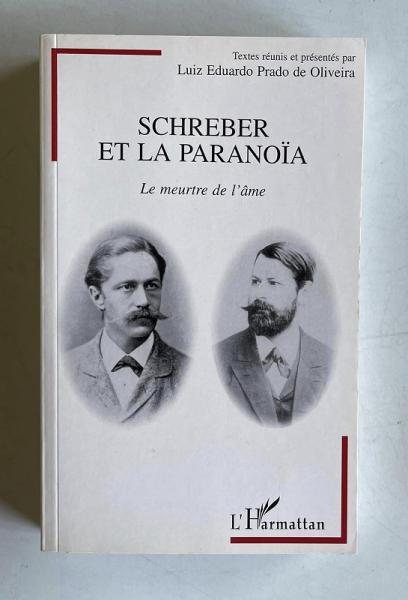 Textes réunis et présentés par
Luiz Eduardo Prado de Oliveira
SCHREBER
ET LA PARANOÏA
Le meurtre de l'âme
L'Harmattan